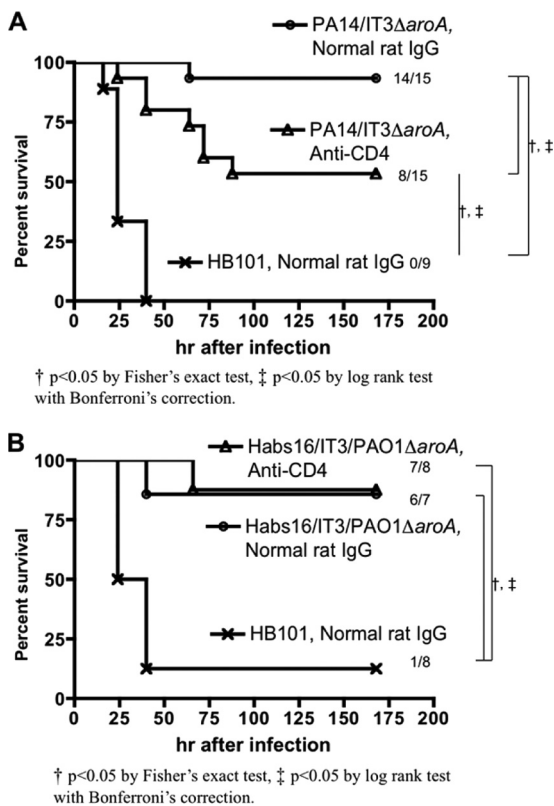 A
PA14/IT3ΔaroA,
Normal rat IgG
14/15
PA14/IT3ΔaroA,
Anti-CD4
8/15
†, ‡
†, ‡
HB101, Normal rat IgG 0/9
Percent survival
100
75
50
25
0
0 25 50 75 100 125 150 175 200
hr after infection
† p<0.05 by Fisher's exact test, ‡ p<0.05 by log rank test
with Bonferroni's correction.
B
Habs16/IT3/PAO1ΔaroA,
Anti-CD4
7/8
6/7
Habs16/IT3/PAO1ΔaroA,
Normal rat IgG
†, ‡
HB101, Normal rat IgG
1/8
Percent survival
100
75
50
25
0
0 25 50 75 100 125 150 175 200
hr after infection
† p<0.05 by Fisher's exact test, ‡ p<0.05 by log rank test
with Bonferroni's correction.